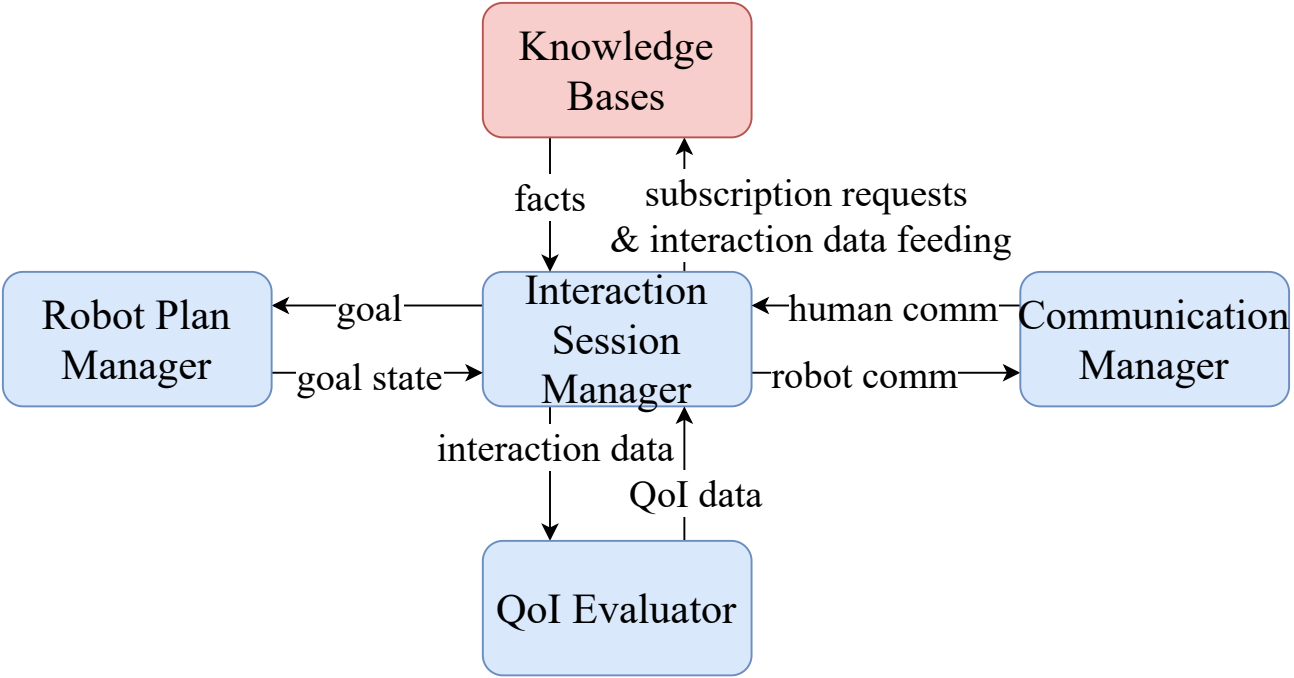 Knowledge
Bases
facts
subscription requests
& interaction data feeding
Robot Plan
Manager
goal
goal state
Interaction
Session
Manager
human comm
robot comm
Communication
Manager
interaction data
QoI data
QoI Evaluator